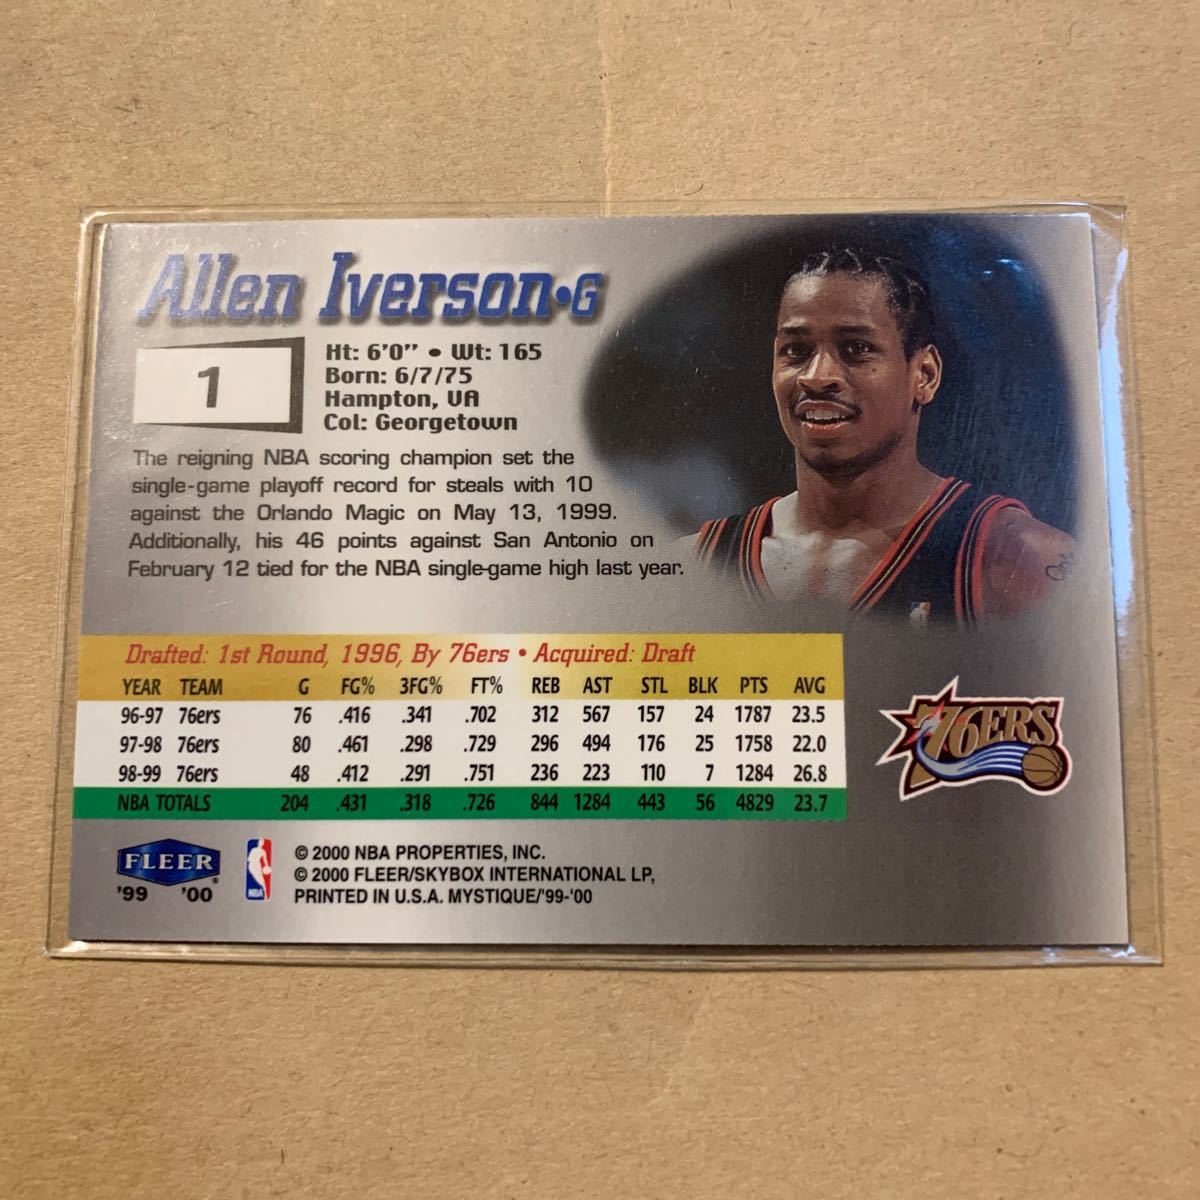 Allen Iverson•G
1
Ht: 6'0" • Wt: 165
Born: 6/7/75
Hampton, VA
Col: Georgetown
The reigning NBA scoring champion set the
single-game playoff record for steals with 10
against the Orlando Magic on May 13, 1999.
Additionally, his 46 points against San Antonio on
February 12 tied for the NBA single-game high last year.
Drafted: 1st Round, 1996, By 76ers • Acquired: Draft
YEAR TEAM G FG% 3FG% FT% REB AST STL BLK PTS AVG
96-97 76ers 76 .416 .341 .702 312 567 157 24 1787 23.5
97-98 76ers 80 .461 .298 .729 296 494 176 25 1758 22.0
98-99 76ers 48 .412 .291 .751 236 223 110 7 1284 26.8
NBA TOTALS 204 .431 .318 .726 844 1284 443 56 4829 23.7
76ERS
FLEER
'99 '00
NBA
© 2000 NBA PROPERTIES, INC.
© 2000 FLEER/SKYBOX INTERNATIONAL LP,
PRINTED IN U.S.A. MYSTIQUE/'99-'00